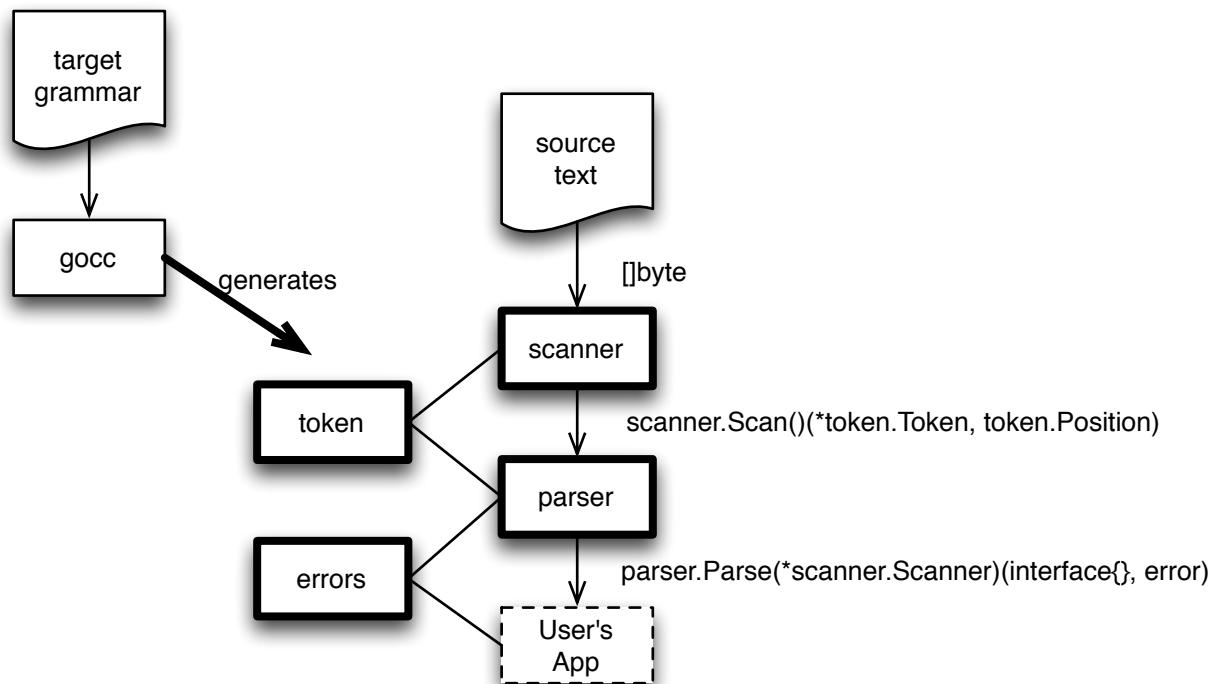 target
grammar
source
text
gocc
generates
[]byte
scanner
token
scanner.Scan()(*token.Token, token.Position)
parser
errors
parser.Parse(*scanner.Scanner)(interface{}, error)
User's
App